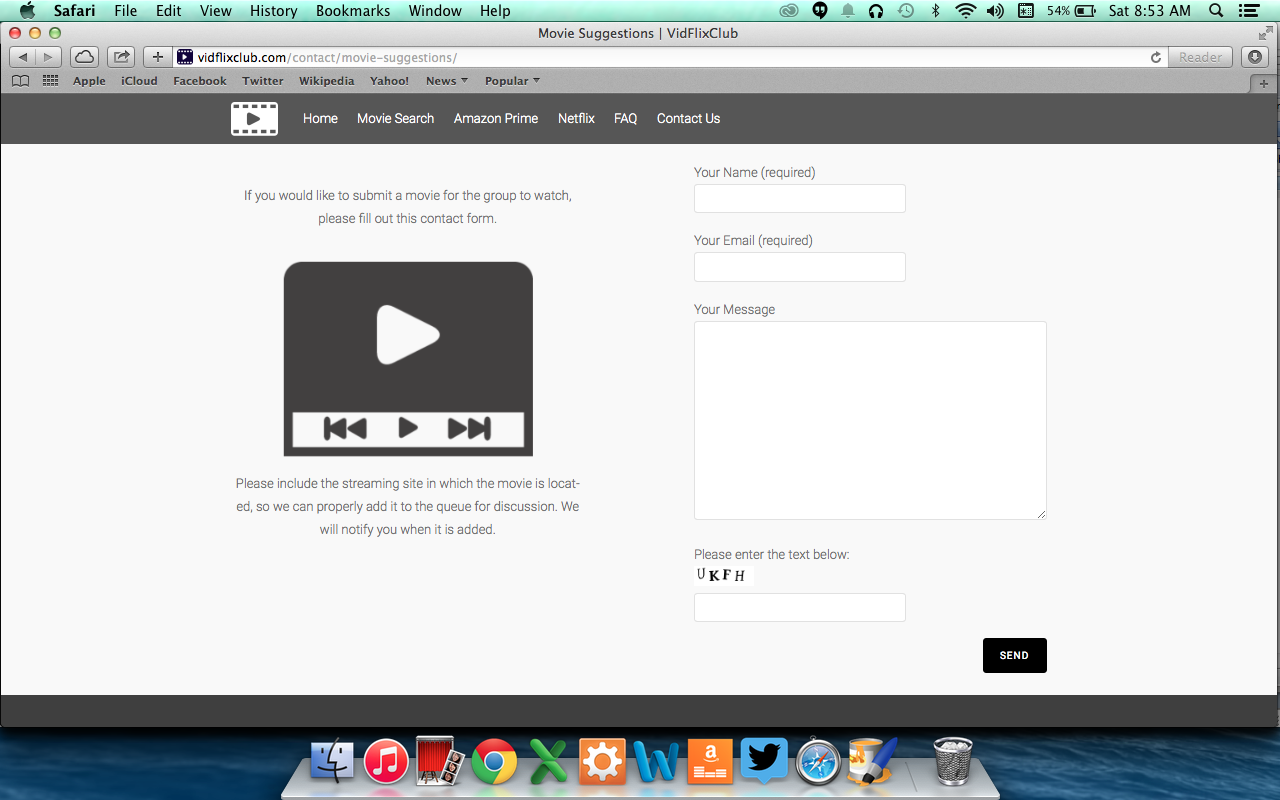 Safari File Edit View History Bookmarks Window Help 54% Sat 8:53 AM
Movie Suggestions | VidFlixClub
vidflixclub.com/contact/movie-suggestions/ Reader
Apple iCloud Facebook Twitter Wikipedia Yahoo! News Popular
Home Movie Search Amazon Prime Netflix FAQ Contact Us
If you would like to submit a movie for the group to watch,
please fill out this contact form.
Please include the streaming site in which the movie is locat-
ed, so we can properly add it to the queue for discussion. We
will notify you when it is added.
Your Name (required)
Your Email (required)
Your Message
Please enter the text below:
UKFH
SEND